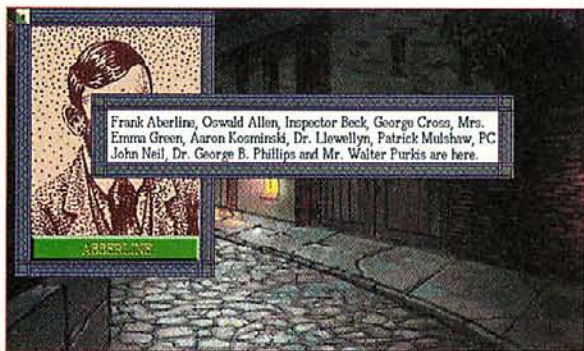 Frank Aberline, Oswald Allen, Inspector Beck, George Cross, Mrs.
Emma Green, Aaron Kosminski, Dr. Llewellyn, Patrick Mulshaw, PC
John Neil, Dr. George B. Phillips and Mr. Walter Purkis are here.
ABERLINE